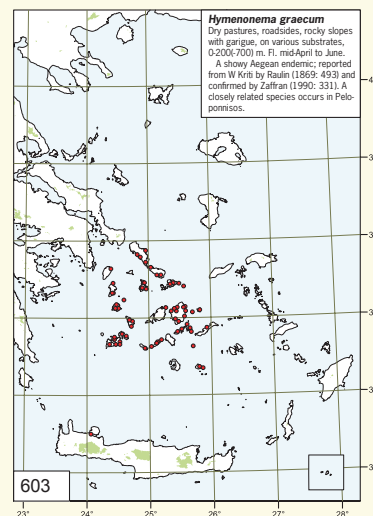 Hymenonema graecum
Dry pastures, roadsides, rocky slopes
with garigue, on various substrates,
0-200(-700) m. Fl. mid-April to June.
A showy Aegean endemic; reported
from W Kriti by Raulin (1869: 493) and
confirmed by Zaffran (1990: 331). A
closely related species occurs in Pelo-
ponnisos.
603
23° 24° 25° 26° 27° 28°